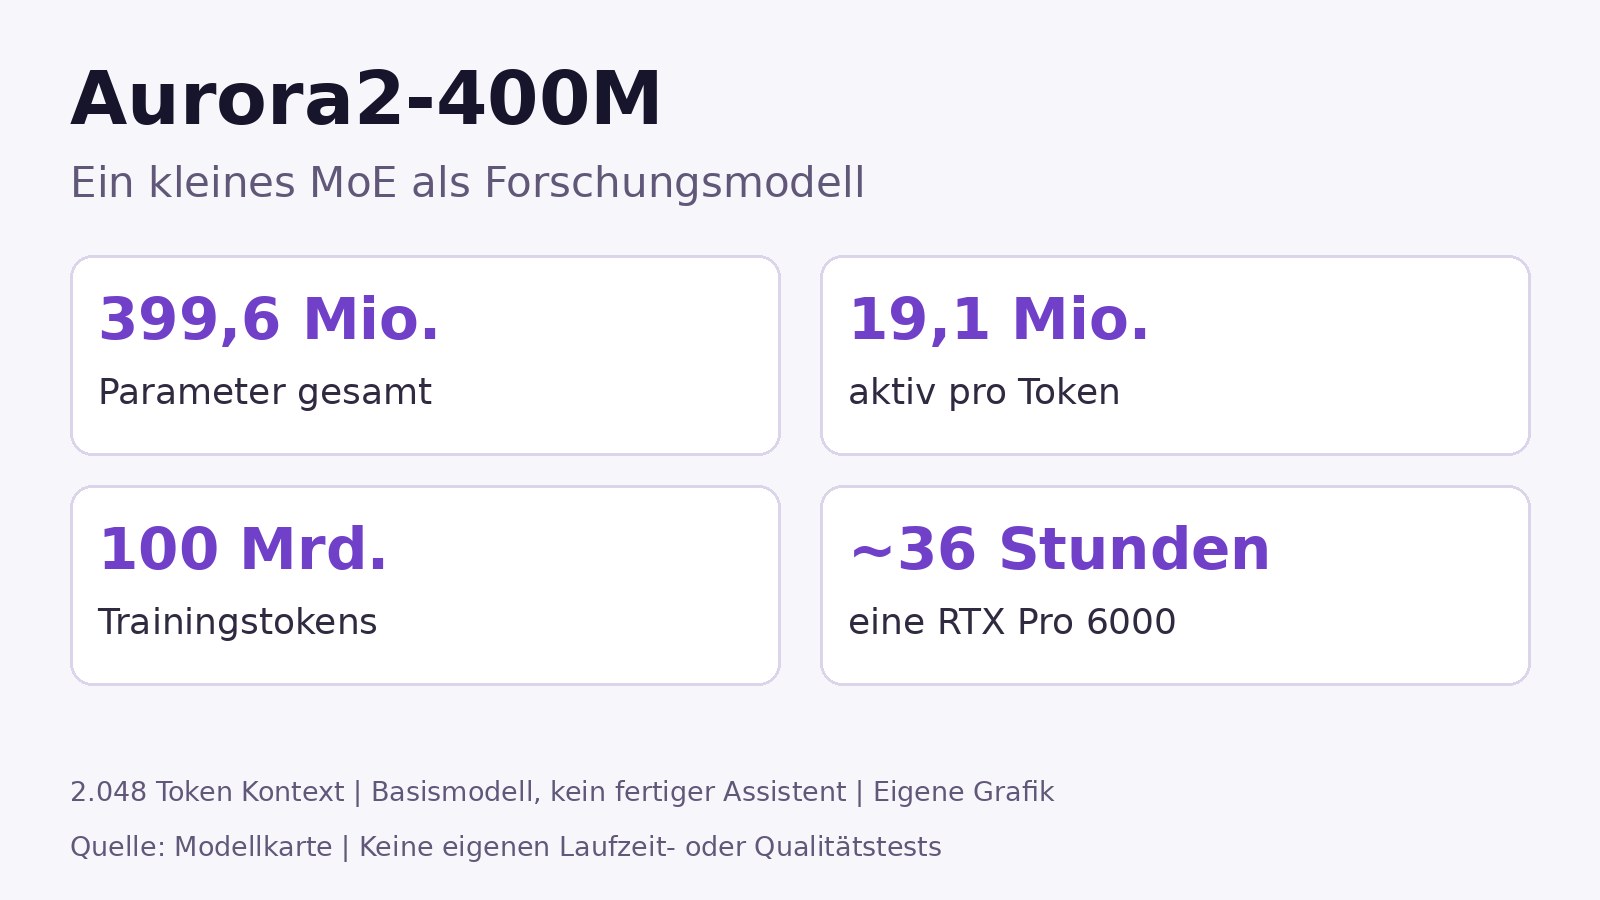 Aurora2-400M
Ein kleines MoE als Forschungsmodell
399,6 Mio.
Parameter gesamt
19,1 Mio.
aktiv pro Token
100 Mrd.
Trainingstokens
~36 Stunden
eine RTX Pro 6000
2.048 Token Kontext | Basismodell, kein fertiger Assistent | Eigene Grafik
Quelle: Modellkarte | Keine eigenen Laufzeit- oder Qualitätstests